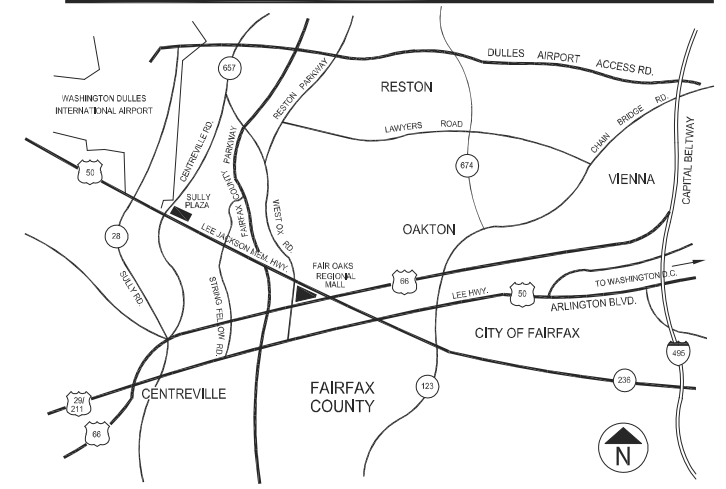 DULLES AIRPORT ACCESS RD.
657
RESTON PARKWAY
RESTON
WASHINGTON DULLES
INTERNATIONAL AIRPORT
CENTREVILLE RD.
LAWYERS ROAD
CHAIN BRIDGE RD.
CAPITAL BELTWAY
FAIRFAX COUNTY PARKWAY
674
50
VIENNA
SULLY
PLAZA
WEST OX RD.
OAKTON
28
LEE JACKSON MEM. HWY.
SULLY RD.
STRING FELLOW RD.
FAIR OAKS
REGIONAL
MALL
66
LEE HWY.
50
TO WASHINGTON D.C.
ARLINGTON BLVD.
CITY OF FAIRFAX
495
CENTREVILLE
FAIRFAX
COUNTY
123
236
29/
211
66
N